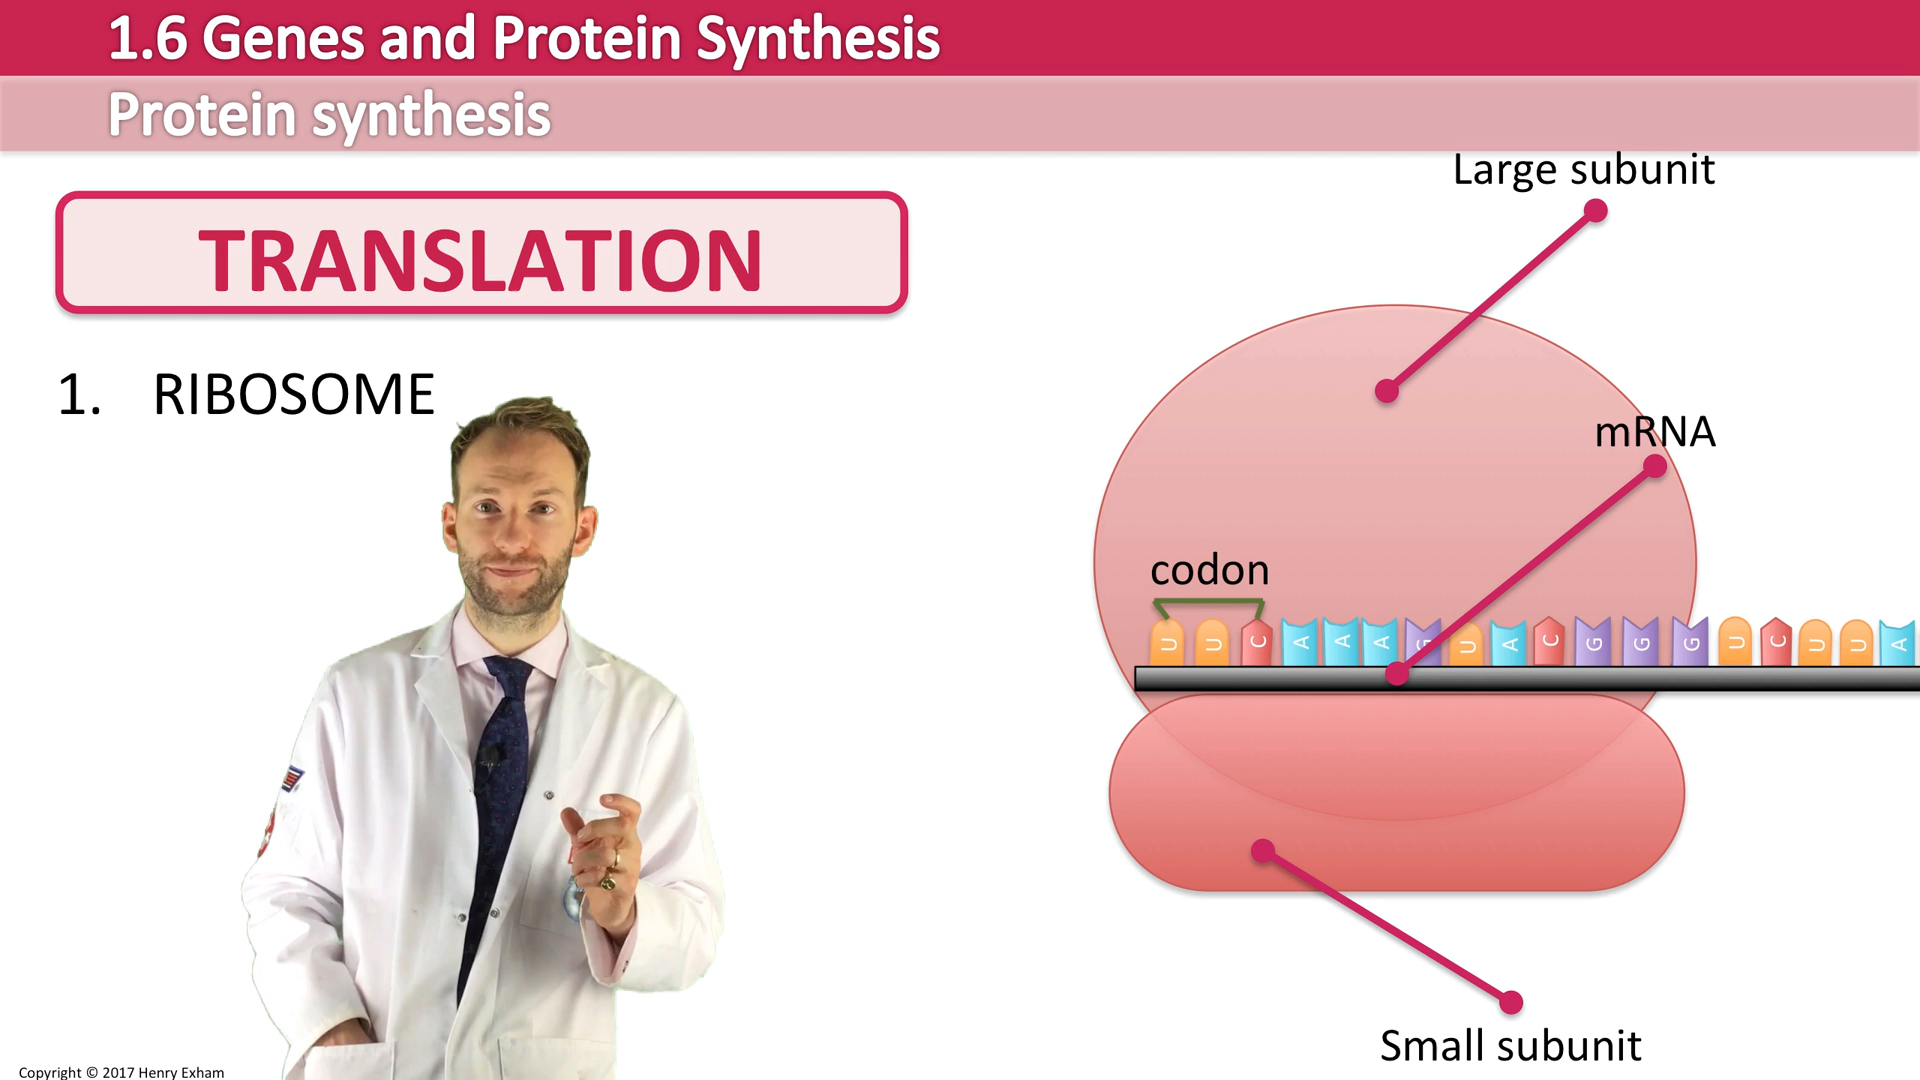 1.6 Genes and Protein Synthesis
Protein synthesis
TRANSLATION
1. RIBOSOME
Large subunit
mRNA
codon
U U C A A A G U A C G G G U C U U A
Small subunit
Copyright © 2017 Henry Exham